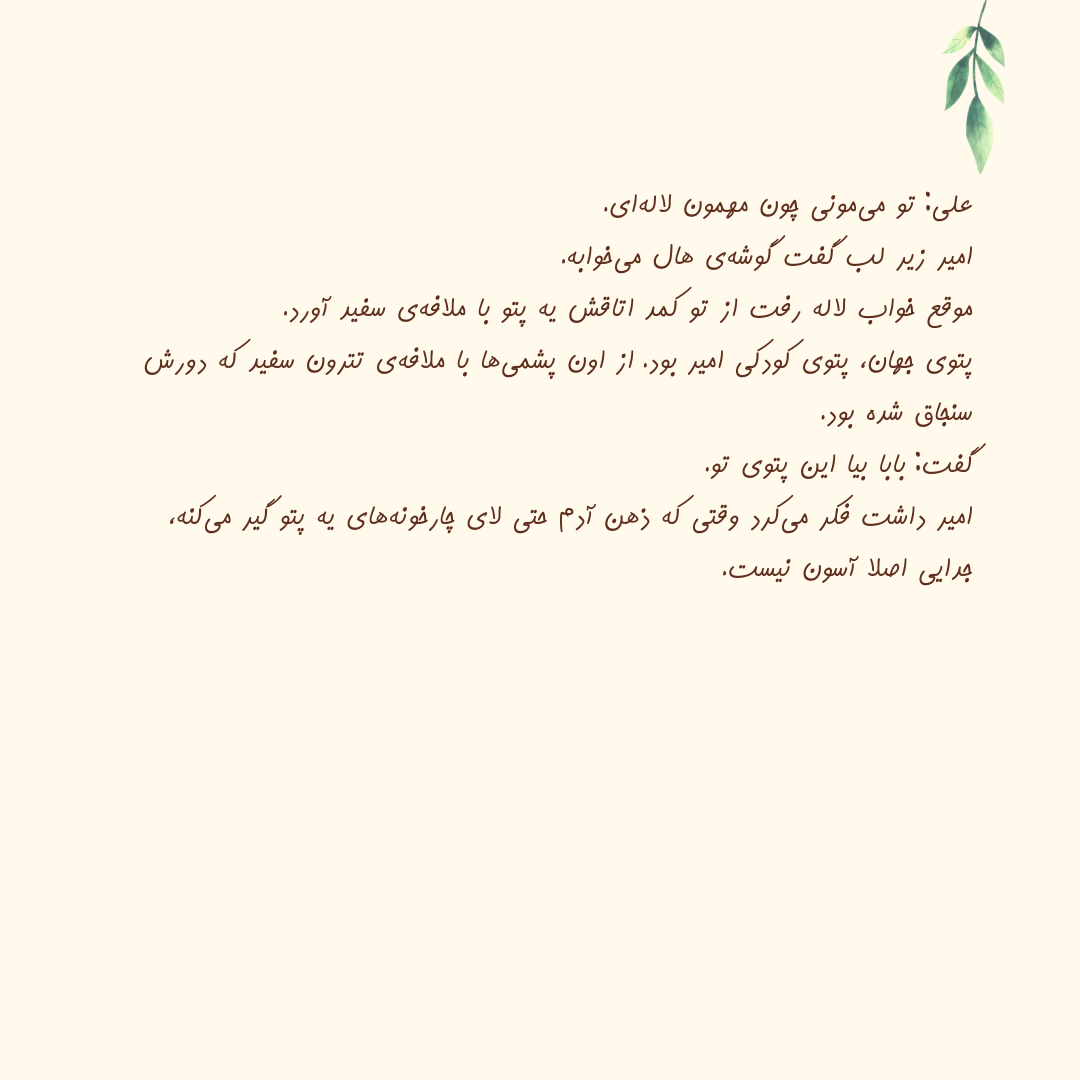 علی: تو می‌مونی چون مهمون لاله‌ای.
امیر زیر لب گفت گوشه‌ی هال می‌خوابه.
موقع خواب لاله رفت از تو کمد اتاقش یه پتو با ملافه‌ی سفید آورد.
پتوی جهان، پتوی کودکی امیر بود. از اون پشمی‌ها با ملافه‌ی تترون سفید که دورش
سنجاق شده بود.
گفت: بابا بیا این پتوی تو.
امیر داشت فکر می‌کرد وقتی که ذهن آدم حتی لای چارخونه‌های یه پتو گیر می‌کنه،
جدایی اصلا آسون نیست.